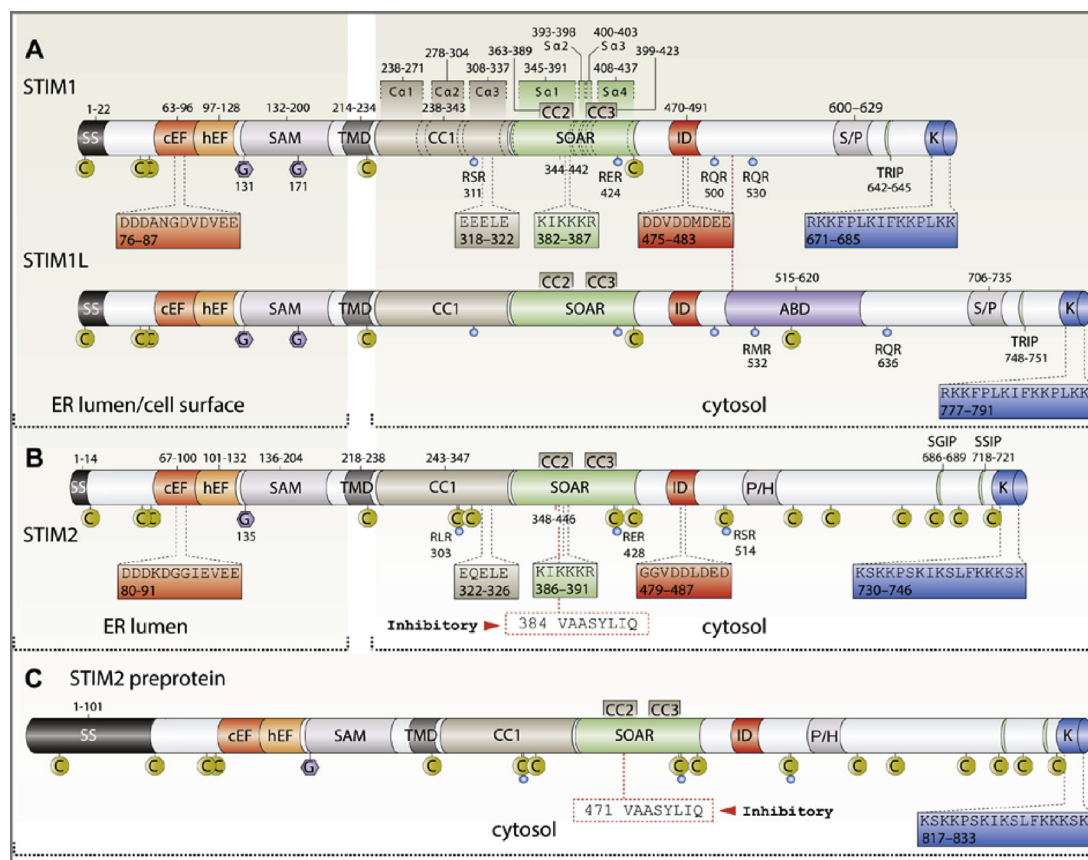 A
STIM1
393-398
Sα2
400-403
Sα3
278-304
363-389
399-423
238-271
308-337
345-391
408-437
Cα1
Cα2
Cα3
Sα1
Sα4
CC2
CC3
1-22
63-96
97-128
132-200
214-234
238-343
470-491
600-629
SS
cEF
hEF
SAM
TMD
CC1
SOAR
ID
S/P
K
C
C
C
G
131
G
171
C
RSR
311
344-442
RER
424
C
RQR
500
RQR
530
TRIP
642-645
DDDANGDVDVEE
76-87
EEELE
318-322
KIKKKR
382-387
DDVDDMDEE
475-483
RKKFPLKIFKKPLKK
671-685
STIM1L
CC2
CC3
515-620
706-735
SS
cEF
hEF
SAM
TMD
CC1
SOAR
ID
ABD
S/P
K
C
C
C
G
G
C
C
RMR
532
C
RQR
636
TRIP
748-751
RKKFPLKIFKKPLKK
777-791
ER lumen/cell surface
cytosol
B
1-14
67-100
101-132
136-204
218-238
243-347
CC2
CC3
SGIP
686-689
SSIP
718-721
SS
cEF
hEF
SAM
TMD
CC1
SOAR
ID
P/H
K
STIM2
C
C
C
G
135
C
C
C
RLR
303
348-446
C
C
RER
428
C
RSR
514
C
C
C
C
C
C
DDDKDGGIEVEE
80-91
EQELE
322-326
KIKKKR
386-391
GGVDDLDED
479-487
KSKKPSKIKSLFKKKSK
730-746
Inhibitory
384 VAASYLIQ
ER lumen
cytosol
C
STIM2 preprotein
1-101
CC2
CC3
SS
cEF
hEF
SAM
TMD
CC1
SOAR
ID
P/H
K
C
C
C
C
G
C
C
C
C
C
C
C
C
C
C
C
C
471 VAASYLIQ
Inhibitory
cytosol
KSKKPSKIKSLFKKKSK
817-833